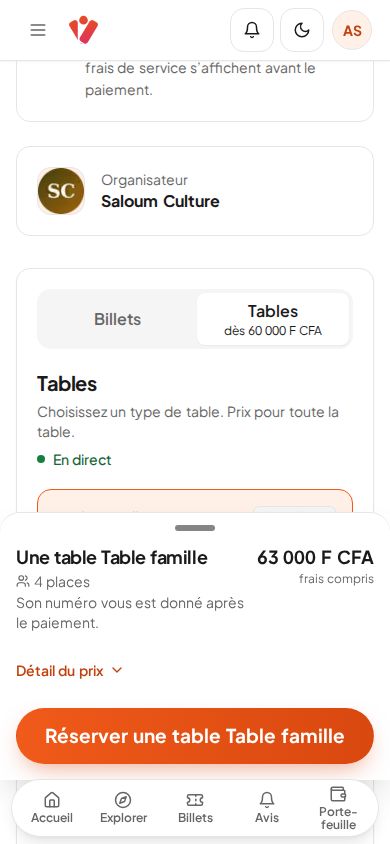 AS
frais de service s'affichent avant le
paiement.
SC
Organisateur
Saloum Culture
Billets
Tables
dès 60 000 F CFA
Tables
Choisissez un type de table. Prix pour toute la
table.
En direct
Une table Table famille
63 000 F CFA
4 places
frais compris
Son numéro vous est donné après
le paiement.
Détail du prix
Réserver une table Table famille
Accueil
Explorer
Billets
Avis
Porte-
feuille